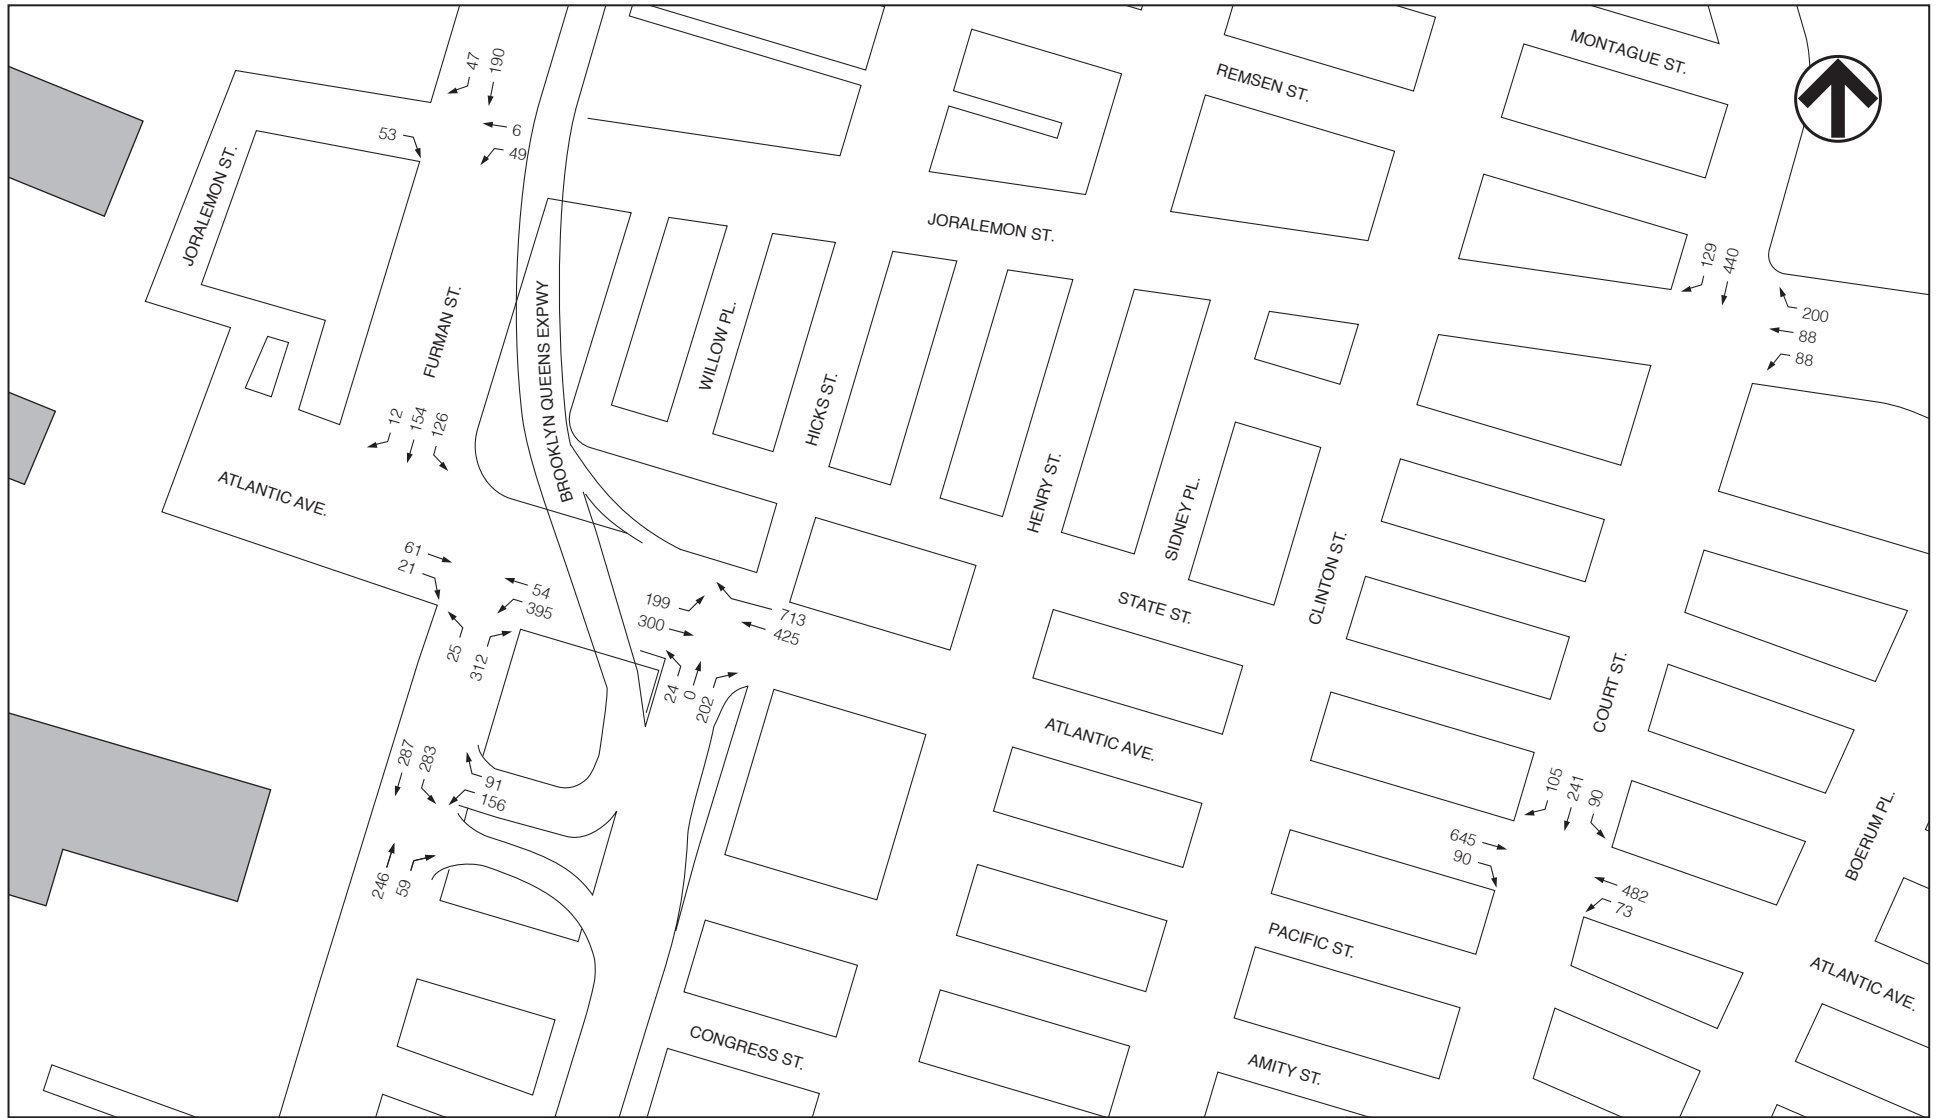 MONTAGUE ST.
REMSEN ST.
47
190
6
49
53
JORALEMON ST.
JORALEMON ST.
129
440
200
88
88
FURMAN ST.
BROOKLYN QUEENS EXPWY
WILLOW PL.
HICKS ST.
12
154
126
ATLANTIC AVE.
HENRY ST.
SIDNEY PL.
CLINTON ST.
61
21
54
395
199
300
713
425
STATE ST.
25
312
24
0
202
COURT ST.
ATLANTIC AVE.
287
283
91
156
105
241
90
645
90
BOERUM PL.
246
59
482
73
PACIFIC ST.
ATLANTIC AVE.
CONGRESS ST.
AMITY ST.